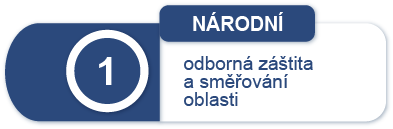 NÁRODNÍ
1
odborná záštita
a směřování
oblasti